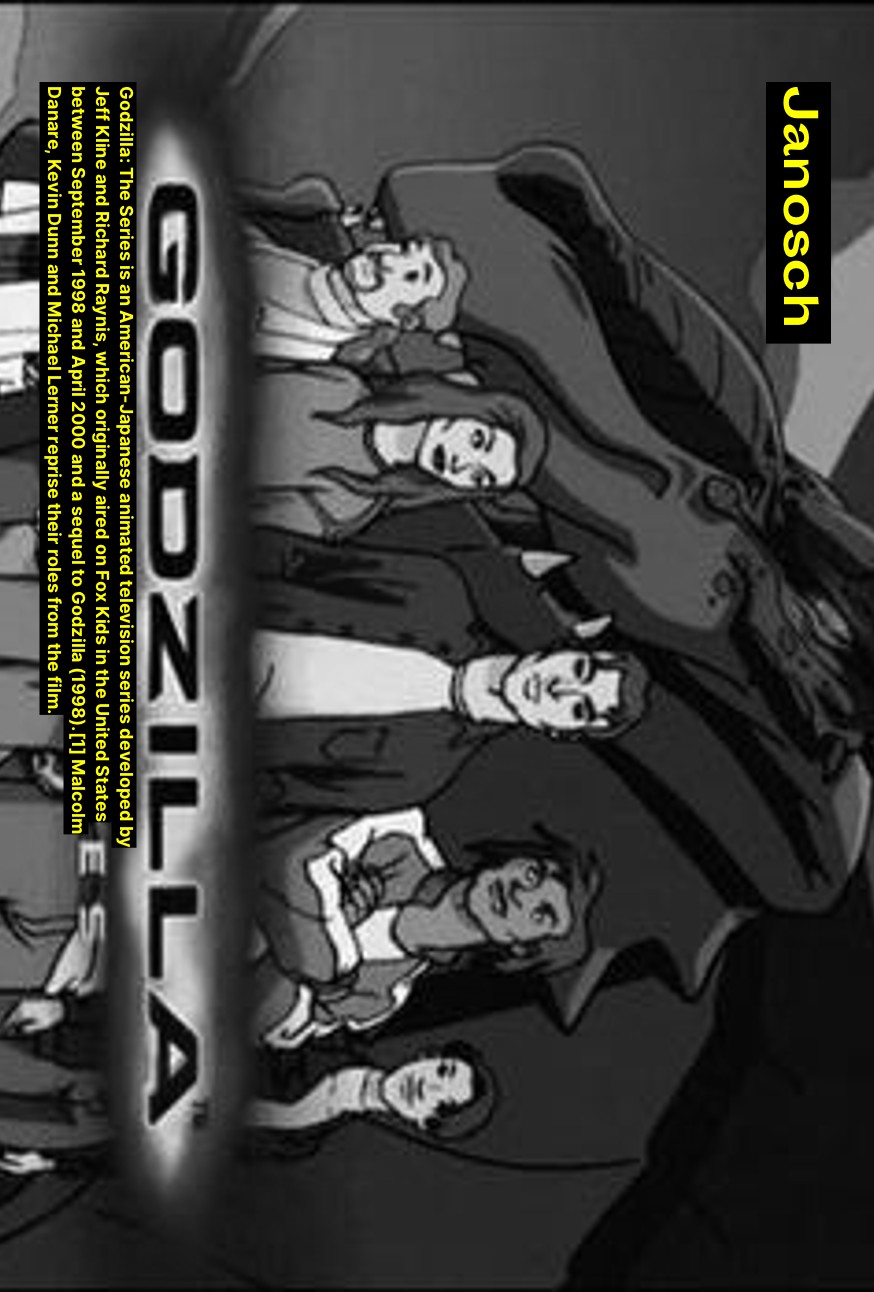 Janosch
GODZILLA
TM
Godzilla: The Series is an American-Japanese animated television series developed by
Jeff Kline and Richard Raynis, which originally aired on Fox Kids in the United States
between September 1998 and April 2000 and a sequel to Godzilla (1998).[1] Malcolm
Danare, Kevin Dunn and Michael Lerner reprise their roles from the film.
ES